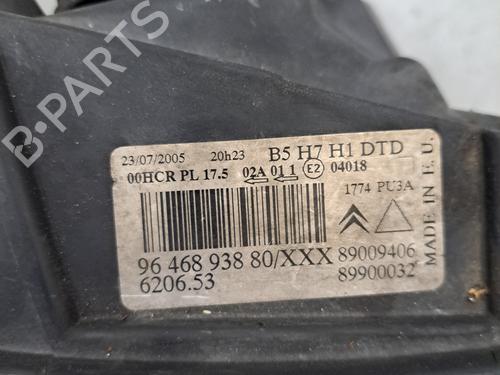 23/07/2005 20h23 B5 H7 H1 DTD
00HCR PL 17.5 02A 01 1 E2 04018
1774 PU3A
96 468 938 80/XXX 89009406
6206.53 89900032
MADE IN E.U.
B-PARTS